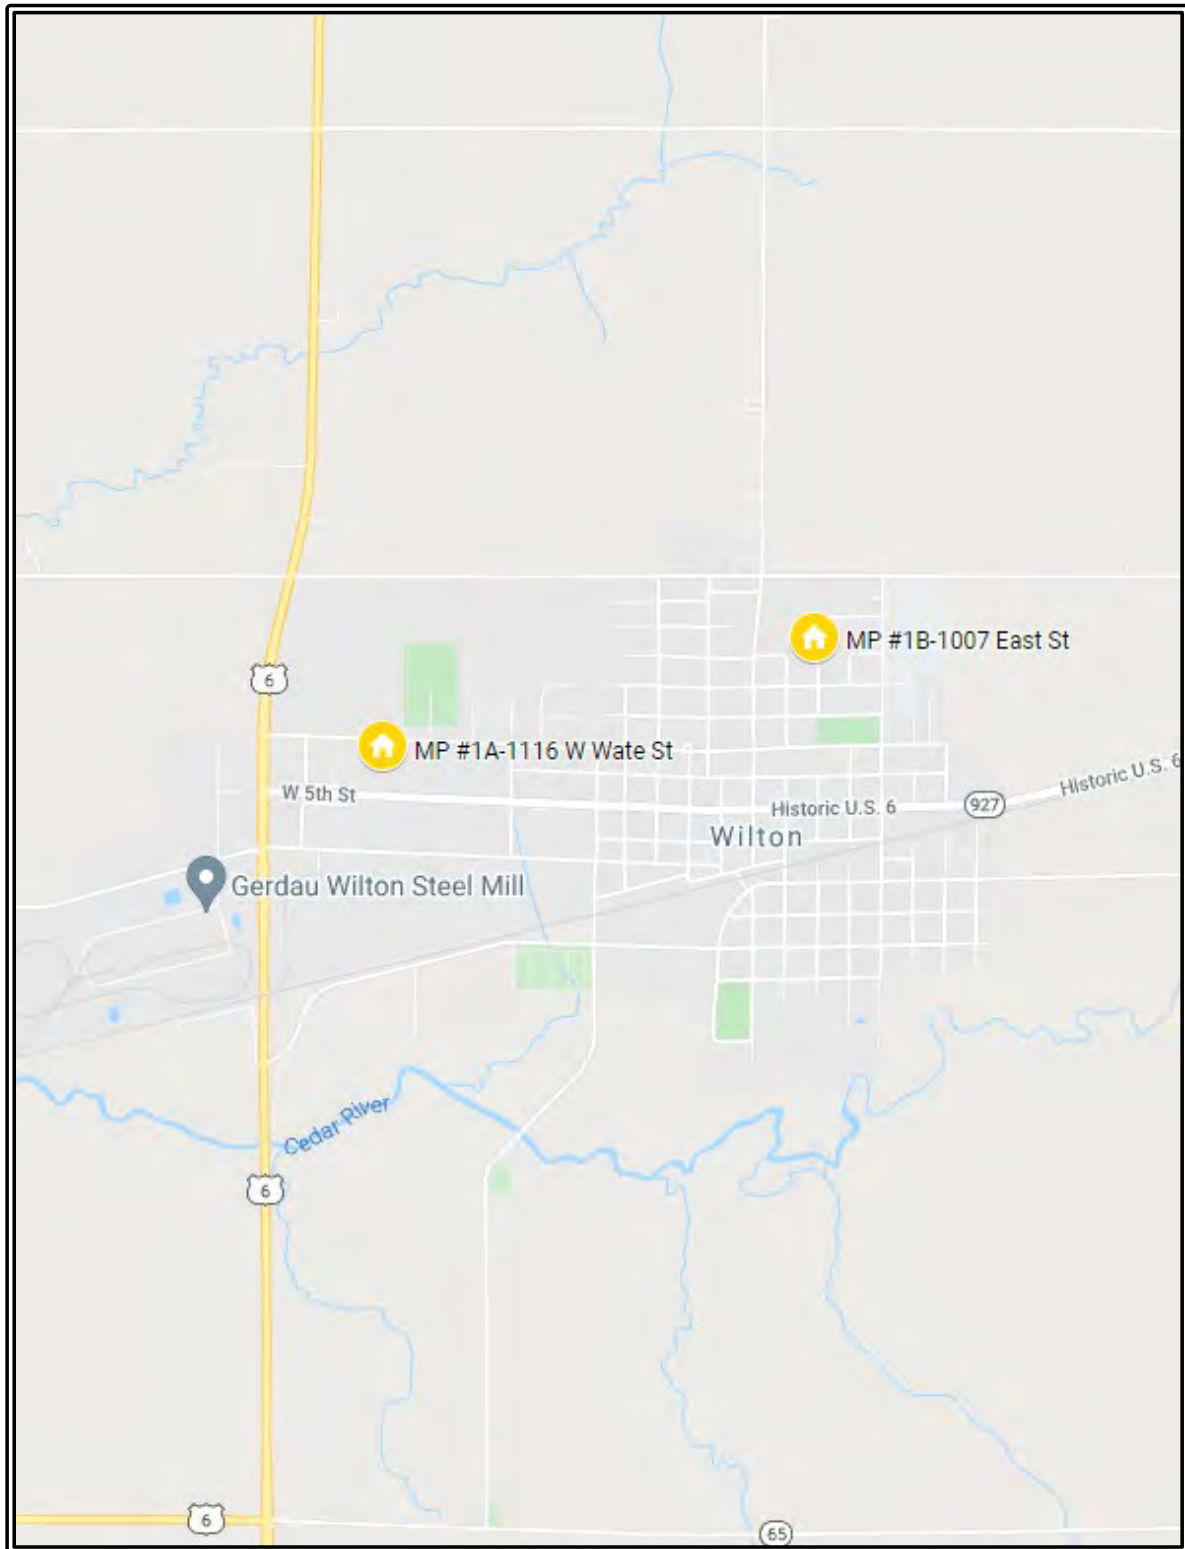 MP #1B-1007 East St
6
MP #1A-1116 W Wate St
W 5th St
Historic U.S. 6
927
Historic U.S. 6
Wilton
Gerdau Wilton Steel Mill
Cedar River
6
6
65